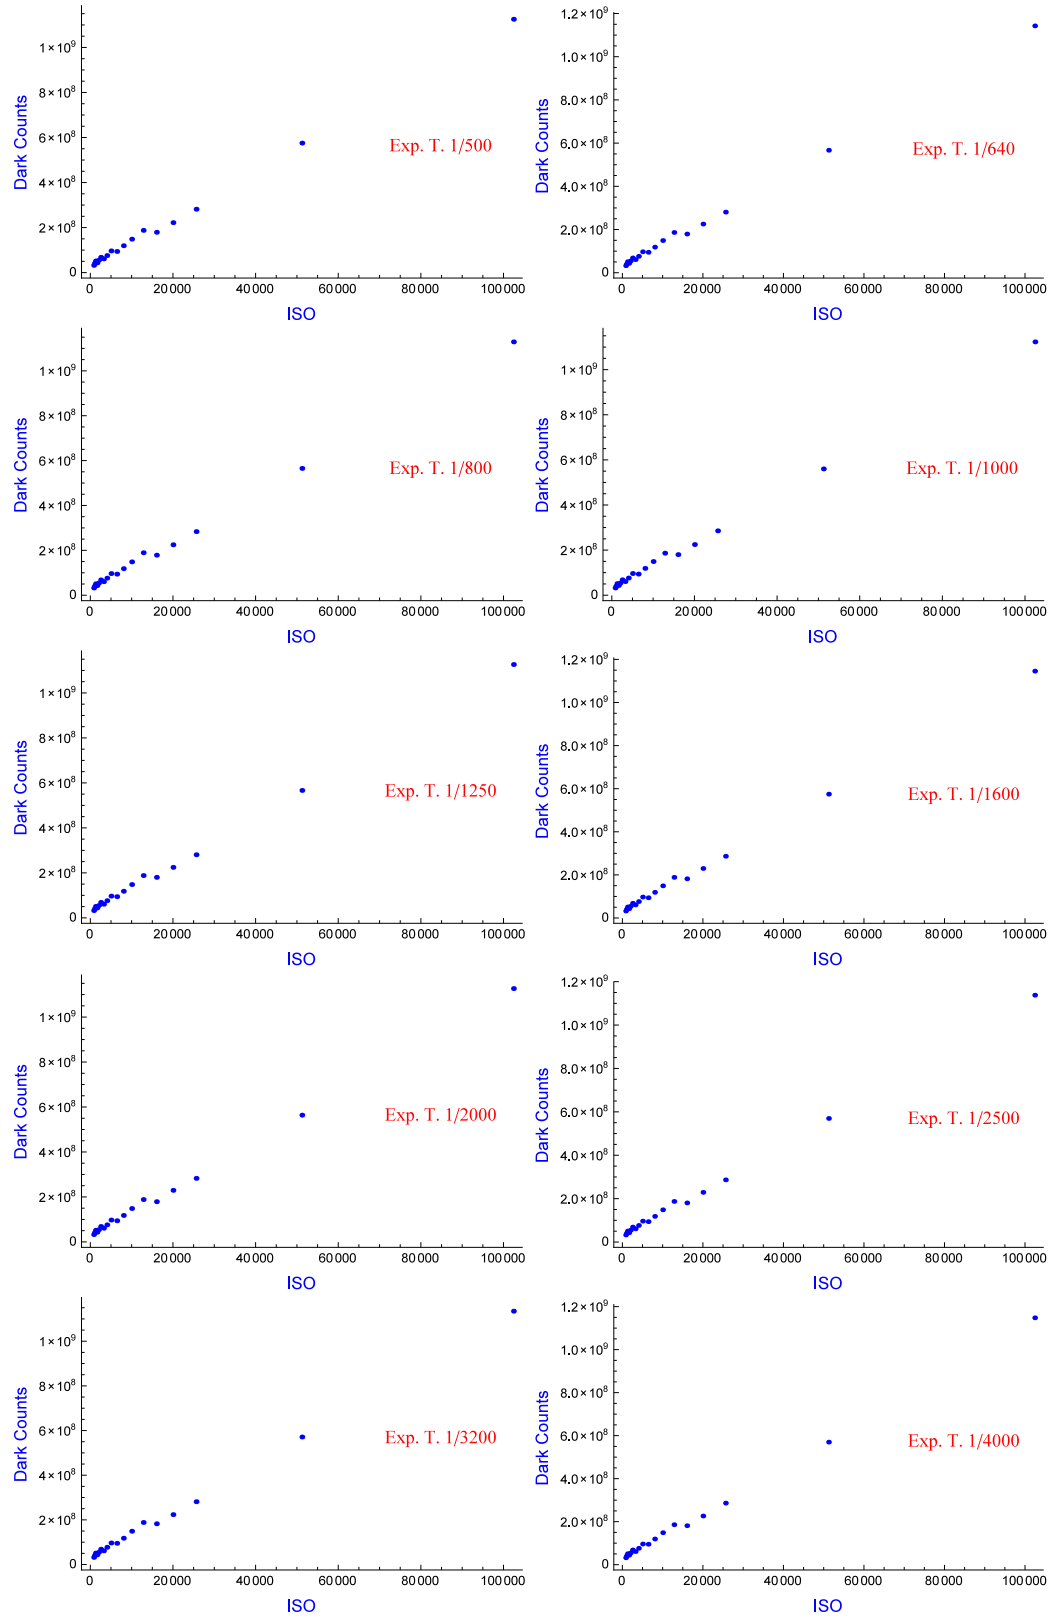 1×10⁹
8×10⁸
6×10⁸
4×10⁸
2×10⁸
0
Dark Counts
Exp. T. 1/500
0 20000 40000 60000 80000 100000
ISO
1.2×10⁹
1.0×10⁹
8.0×10⁸
6.0×10⁸
4.0×10⁸
2.0×10⁸
0
Dark Counts
Exp. T. 1/640
0 20000 40000 60000 80000 100000
ISO
1×10⁹
8×10⁸
6×10⁸
4×10⁸
2×10⁸
0
Dark Counts
Exp. T. 1/800
0 20000 40000 60000 80000 100000
ISO
1×10⁹
8×10⁸
6×10⁸
4×10⁸
2×10⁸
0
Dark Counts
Exp. T. 1/1000
0 20000 40000 60000 80000 100000
ISO
1×10⁹
8×10⁸
6×10⁸
4×10⁸
2×10⁸
0
Dark Counts
Exp. T. 1/1250
0 20000 40000 60000 80000 100000
ISO
1.2×10⁹
1.0×10⁹
8.0×10⁸
6.0×10⁸
4.0×10⁸
2.0×10⁸
0
Dark Counts
Exp. T. 1/1600
0 20000 40000 60000 80000 100000
ISO
1×10⁹
8×10⁸
6×10⁸
4×10⁸
2×10⁸
0
Dark Counts
Exp. T. 1/2000
0 20000 40000 60000 80000 100000
ISO
1.2×10⁹
1.0×10⁹
8.0×10⁸
6.0×10⁸
4.0×10⁸
2.0×10⁸
0
Dark Counts
Exp. T. 1/2500
0 20000 40000 60000 80000 100000
ISO
1×10⁹
8×10⁸
6×10⁸
4×10⁸
2×10⁸
0
Dark Counts
Exp. T. 1/3200
0 20000 40000 60000 80000 100000
ISO
1.2×10⁹
1.0×10⁹
8.0×10⁸
6.0×10⁸
4.0×10⁸
2.0×10⁸
0
Dark Counts
Exp. T. 1/4000
0 20000 40000 60000 80000 100000
ISO